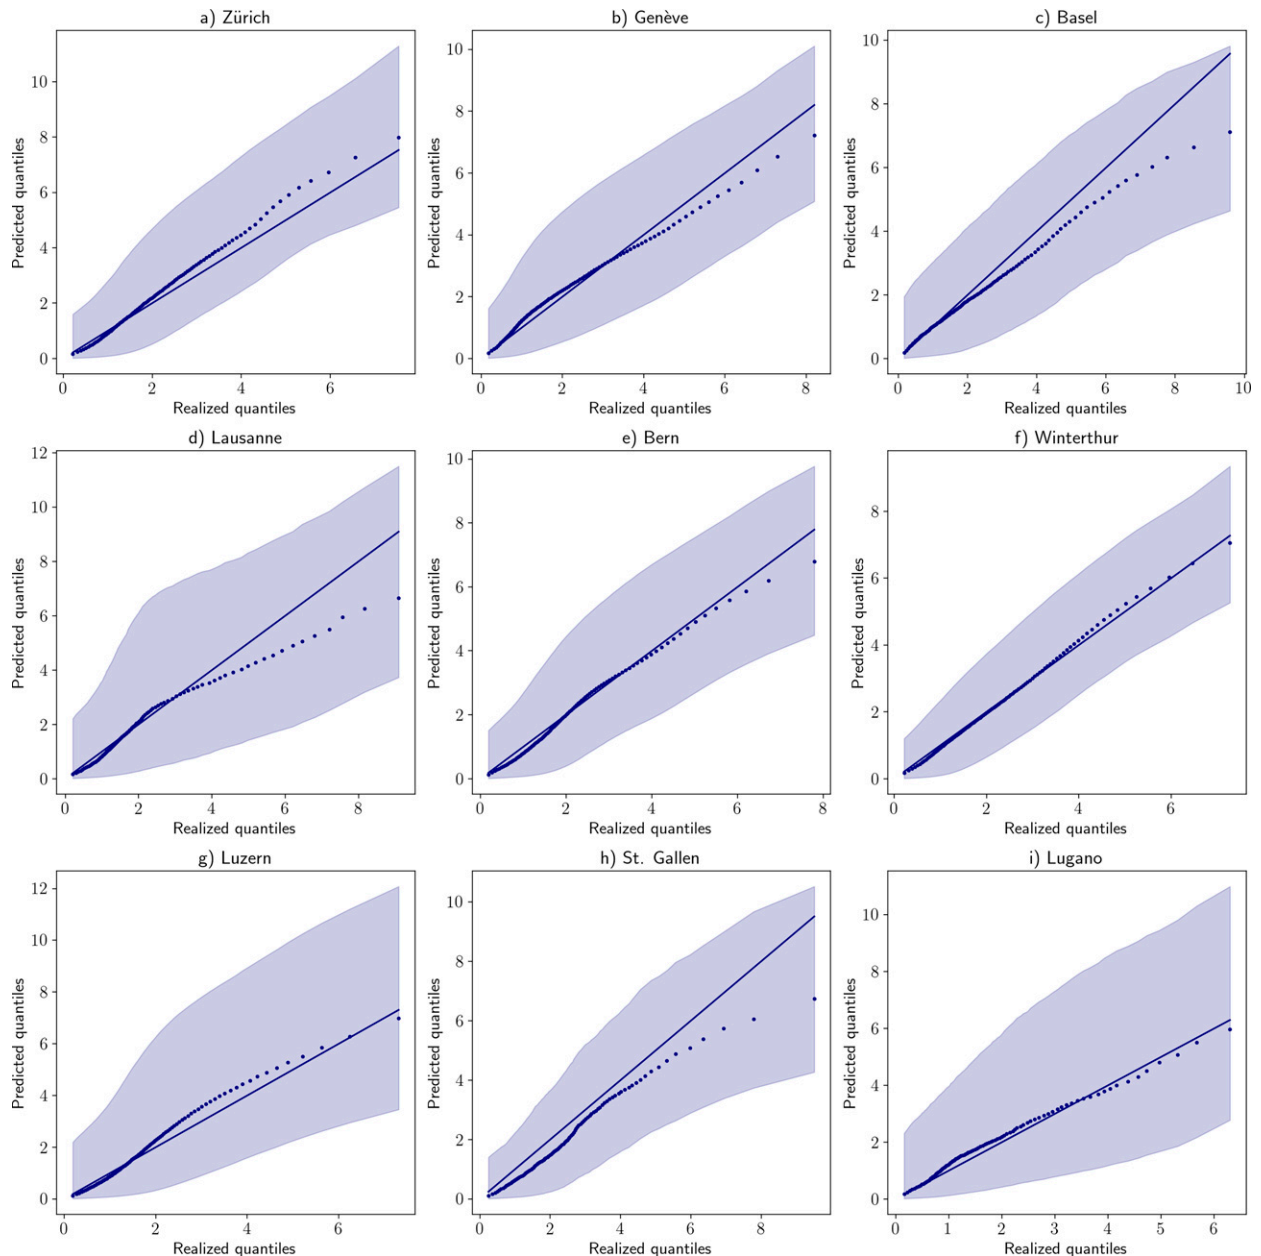 a) Zürich
b) Genève
c) Basel
Predicted quantiles
10
8
6
4
2
0
0 2 4 6
Realized quantiles
Predicted quantiles
10
8
6
4
2
0
0 2 4 6 8
Realized quantiles
Predicted quantiles
10
8
6
4
2
0
0 2 4 6 8 10
Realized quantiles
d) Lausanne
e) Bern
f) Winterthur
Predicted quantiles
12
10
8
6
4
2
0
0 2 4 6 8
Realized quantiles
Predicted quantiles
10
8
6
4
2
0
0 2 4 6 8
Realized quantiles
Predicted quantiles
8
6
4
2
0
0 2 4 6
Realized quantiles
g) Luzern
h) St. Gallen
i) Lugano
Predicted quantiles
12
10
8
6
4
2
0
0 2 4 6
Realized quantiles
Predicted quantiles
10
8
6
4
2
0
0 2 4 6 8
Realized quantiles
Predicted quantiles
10
8
6
4
2
0
0 1 2 3 4 5 6
Realized quantiles